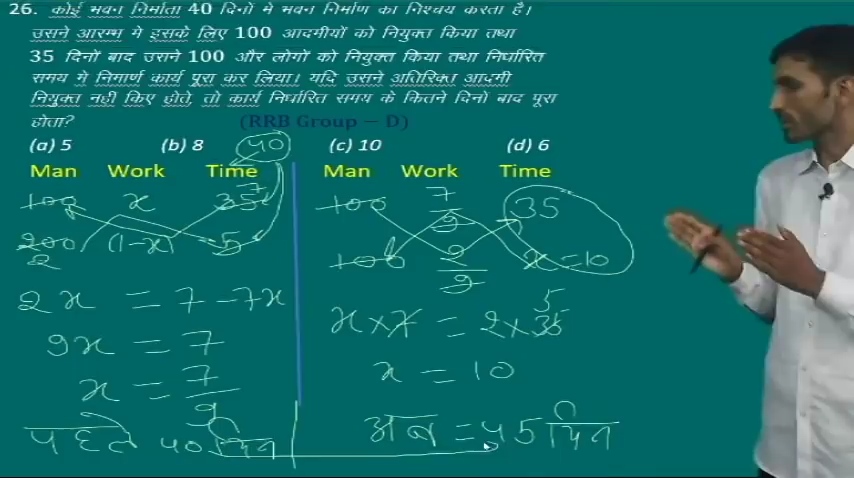 26. कोई भवन निर्माता 40 दिनों मे भवन निर्माण का निश्चय करता है।
उसने आरम्भ मे इसके लिए 100 आदमीयों को नियुक्त किया तथा
35 दिनों बाद उसने 100 और लोगों को नियुक्त किया तथा निर्धारित
समय मे निमार्ण कार्य पूरा कर लिया। यदि उसने अतिरिक्त आदमी
नियुक्त नहीं किए होते, तो कार्य निर्धारित समय के कितने दिनों बाद पूरा
होता? (RRB Group – D)
(a) 5 (b) 8 (c) 10 (d) 6
40
Man Work Time Man Work Time
7
100 x 35 100 7/9 35
200 (1-x) 5 100 2/9 x = 10
2
2x = 7 - 7x
9x = 7
x = 7/9
पहले 40 दिन
5
x × 7 = 2 × 35
x = 10
अब = 45 दिन